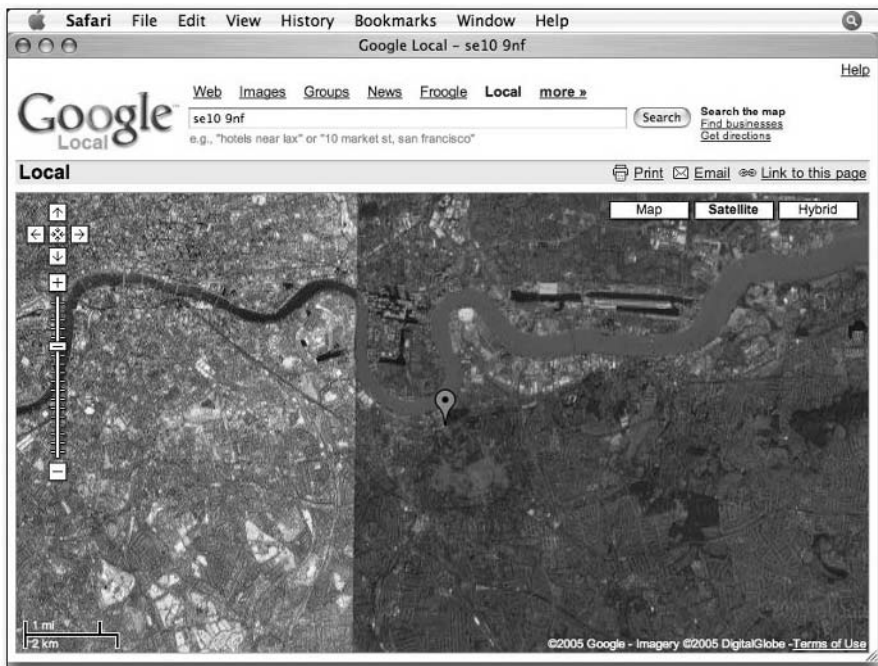 Safari File Edit View History Bookmarks Window Help
Google Local – se10 9nf
Help
Google™
Local
Web Images Groups News Froogle Local more »
se10 9nf
Search
Search the map
Find businesses
Get directions
e.g., "hotels near lax" or "10 market st, san francisco"
Local
Print Email Link to this page
Map Satellite Hybrid
1 mi
2 km
©2005 Google - Imagery ©2005 DigitalGlobe -Terms of Use